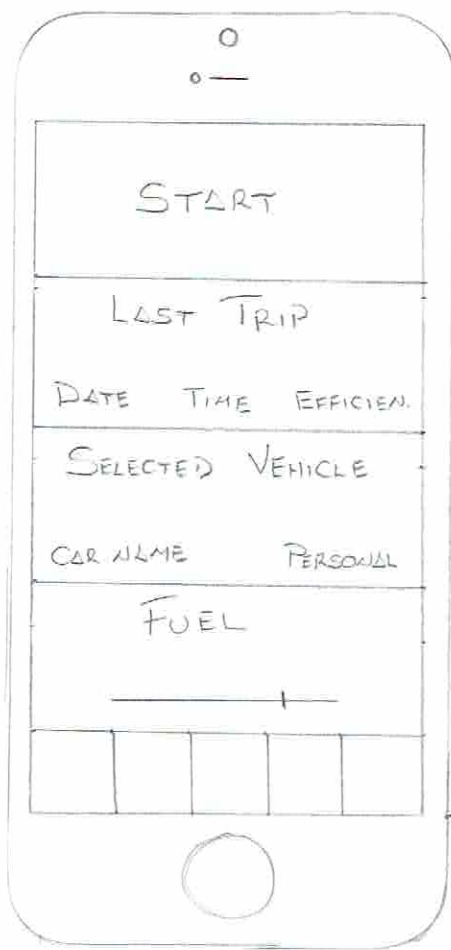 START
LAST TRIP
DATE TIME EFFICIEN.
SELECTED VEHICLE
CAR NAME PERSONAL
FUEL